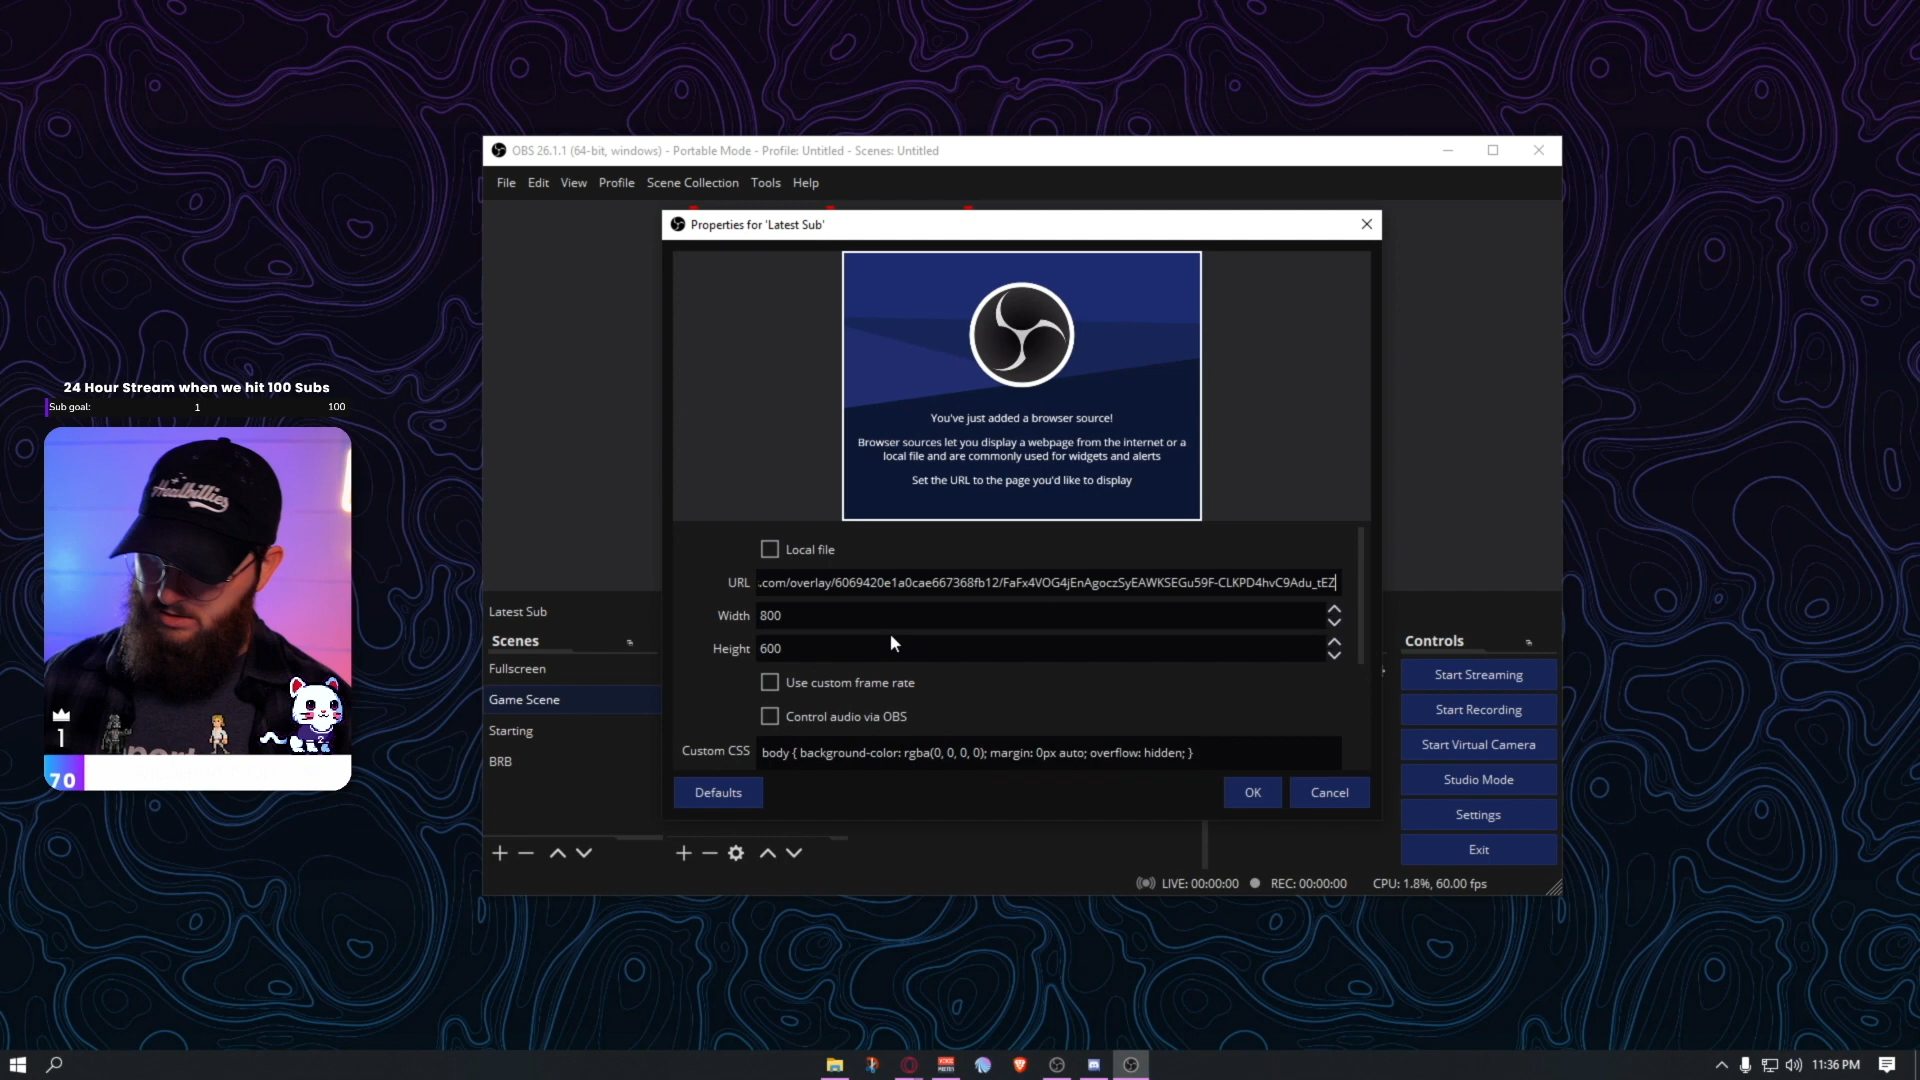 OBS 26.1.1 (64-bit, windows) - Portable Mode - Profile: Untitled - Scenes: Untitled
File Edit View Profile Scene Collection Tools Help
Properties for 'Latest Sub'
You've just added a browser source!
Browser sources let you display a webpage from the internet or a
local file and are commonly used for widgets and alerts
Set the URL to the page you'd like to display
Local file
URL .com/overlay/6069420e1a0cae667368fb12/FaFx4VOG4jEnAgoczSyEAWKSEGu59F-CLKPD4hvC9Adu_tEZ
Width 800
Height 600
Use custom frame rate
Control audio via OBS
Custom CSS body { background-color: rgba(0, 0, 0, 0); margin: 0px auto; overflow: hidden; }
Defaults OK Cancel
24 Hour Stream when we hit 100 Subs
Sub goal: 1 100
Healbillies
1
70
Latest Sub
Scenes
Fullscreen
Game Scene
Starting
BRB
Controls
Start Streaming
Start Recording
Start Virtual Camera
Studio Mode
Settings
Exit
LIVE: 00:00:00 REC: 00:00:00 CPU: 1.8%, 60.00 fps
11:36 PM